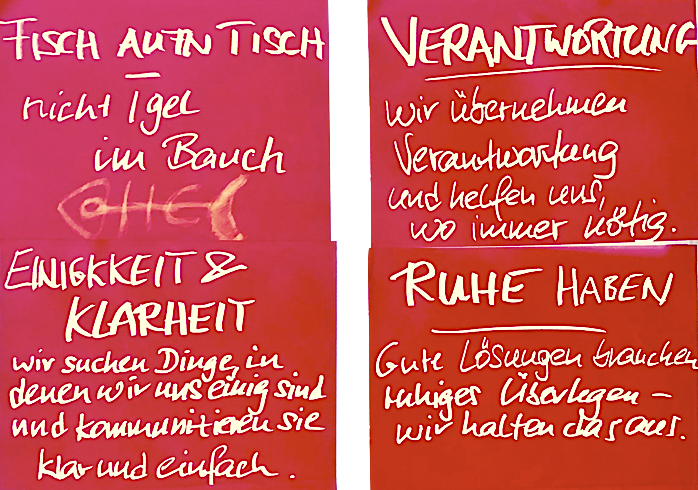 FISCH AUF'N TISCH
nicht Igel
im Bauch
VERANTWORTUNG
wir übernehmen
Verantwortung
und helfen uns,
wo immer nötig.
EINIGKEIT &
KLARHEIT
wir suchen Dinge, in
denen wir uns einig sind
und kommunizieren sie
klar und einfach.
RUHE HABEN
Gute Lösungen brauchen
ruhiges Überlegen –
wir halten das aus.